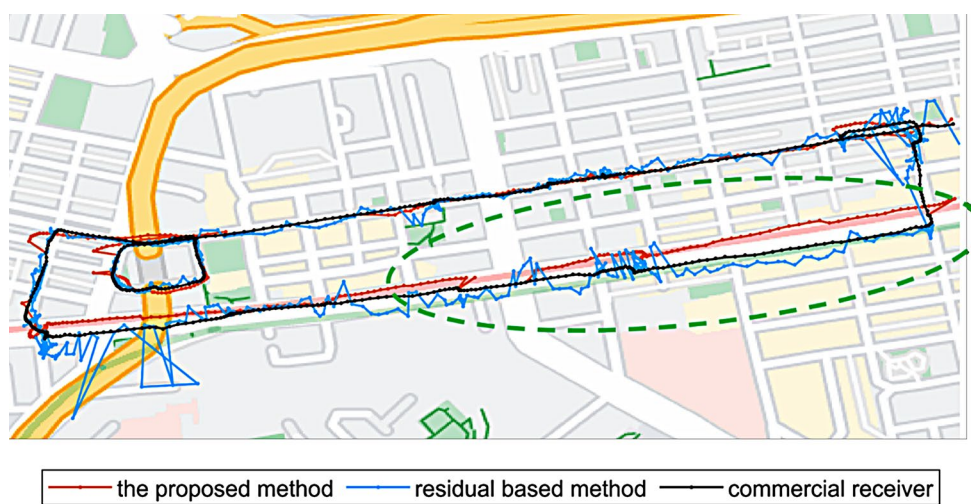 the proposed method residual based method commercial receiver